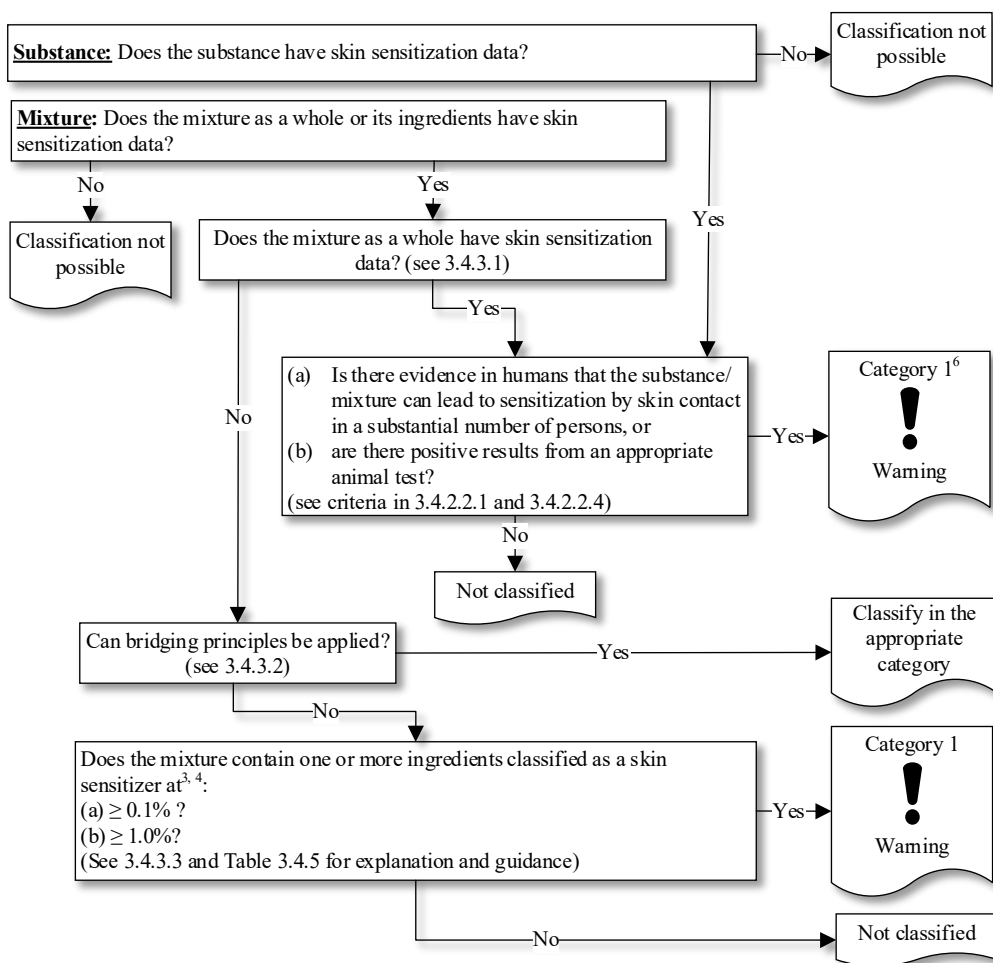 Substance: Does the substance have skin sensitization data?
No
Classification not
possible
Mixture: Does the mixture as a whole or its ingredients have skin
sensitization data?
No
Yes
Yes
Classification not
possible
Does the mixture as a whole have skin sensitization
data? (see 3.4.3.1)
Yes
No
(a) Is there evidence in humans that the substance/
mixture can lead to sensitization by skin contact
in a substantial number of persons, or
(b) are there positive results from an appropriate
animal test?
(see criteria in 3.4.2.2.1 and 3.4.2.2.4)
Yes
Category 1⁶
!
Warning
No
Not classified
Can bridging principles be applied?
(see 3.4.3.2)
Yes
Classify in the
appropriate
category
No
Does the mixture contain one or more ingredients classified as a skin
sensitizer at³, ⁴:
(a) ≥ 0.1% ?
(b) ≥ 1.0%?
(See 3.4.3.3 and Table 3.4.5 for explanation and guidance)
Yes
Category 1
!
Warning
No
Not classified